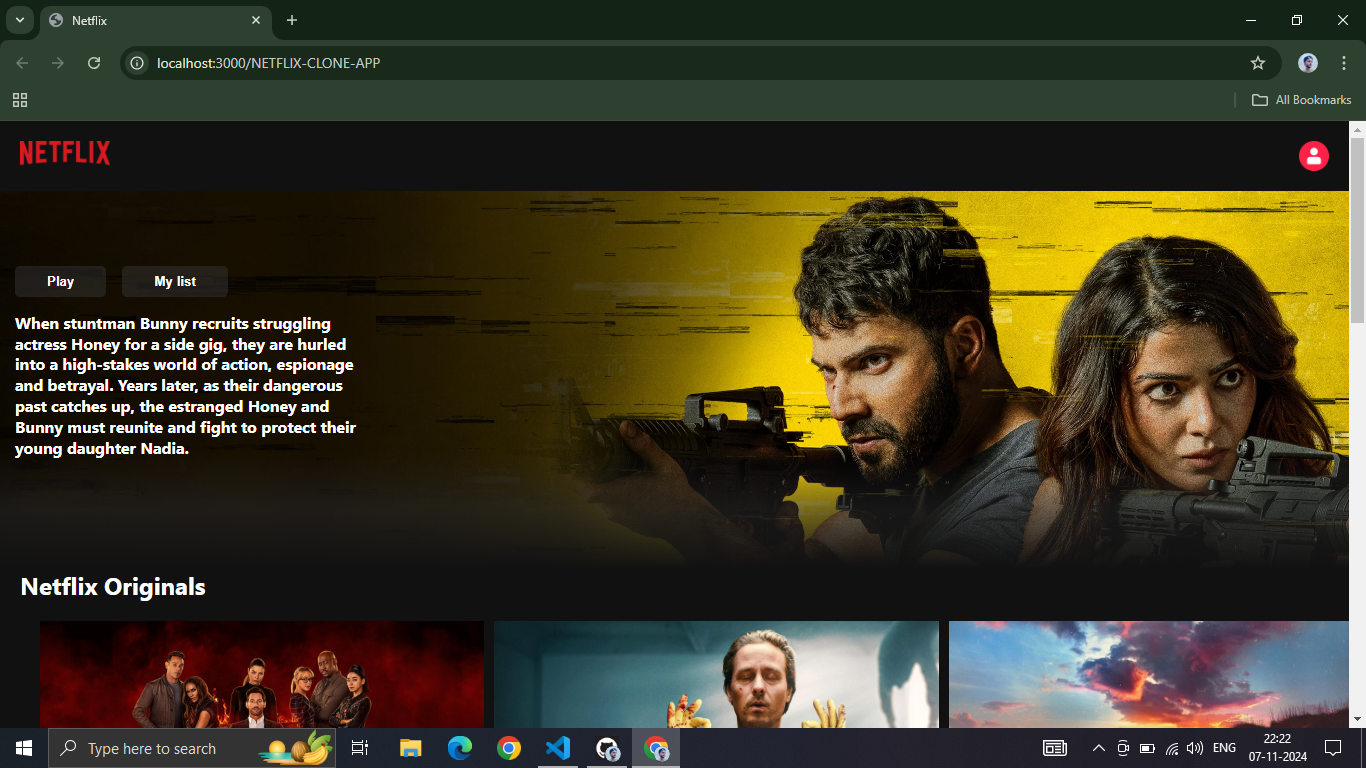 Netflix
localhost:3000/NETFLIX-CLONE-APP
All Bookmarks
NETFLIX
Play
My list
When stuntman Bunny recruits struggling
actress Honey for a side gig, they are hurled
into a high-stakes world of action, espionage
and betrayal. Years later, as their dangerous
past catches up, the estranged Honey and
Bunny must reunite and fight to protect their
young daughter Nadia.
Netflix Originals
Type here to search
ENG
22:22
07-11-2024